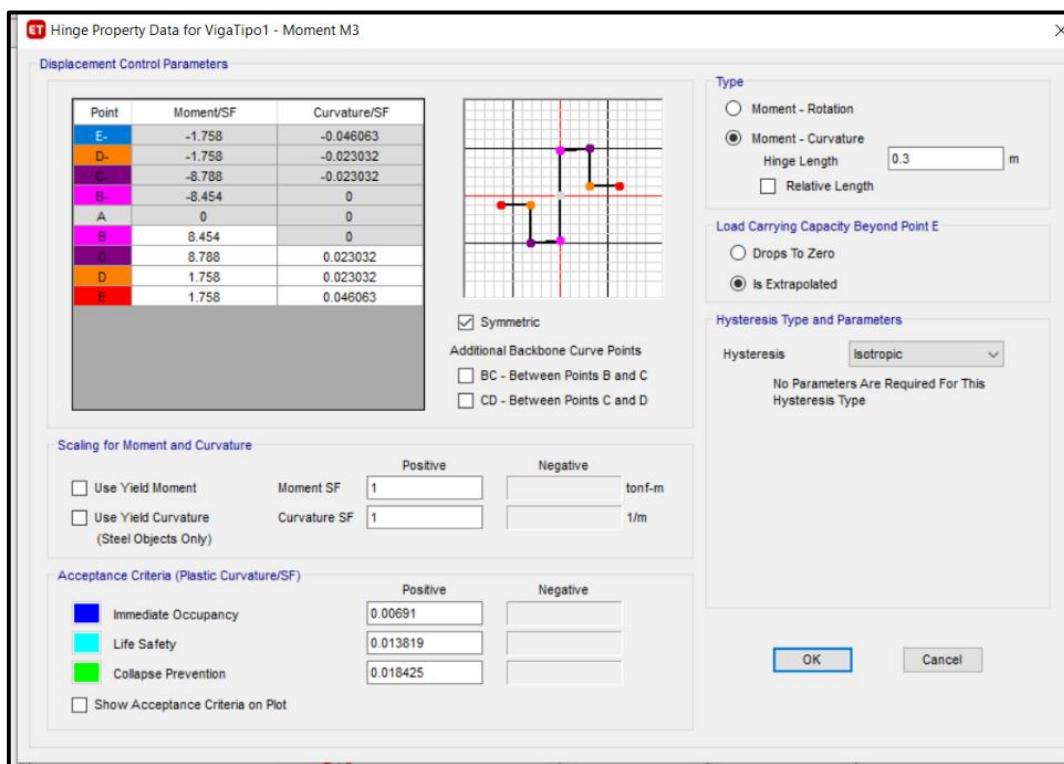 ET Hinge Property Data for VigaTipo1 - Moment M3
Displacement Control Parameters
Point Moment/SF Curvature/SF
E- -1.758 -0.046063
D- -1.758 -0.023032
C- -8.788 -0.023032
B- -8.454 0
A 0 0
B 8.454 0
C 8.788 0.023032
D 1.758 0.023032
E 1.758 0.046063
Symmetric
Additional Backbone Curve Points
BC - Between Points B and C
CD - Between Points C and D
Type
Moment - Rotation
Moment - Curvature
Hinge Length 0.3 m
Relative Length
Load Carrying Capacity Beyond Point E
Drops To Zero
Is Extrapolated
Hysteresis Type and Parameters
Hysteresis Isotropic
No Parameters Are Required For This
Hysteresis Type
Scaling for Moment and Curvature
Positive Negative
Use Yield Moment Moment SF 1 tonf-m
Use Yield Curvature Curvature SF 1 1/m
(Steel Objects Only)
Acceptance Criteria (Plastic Curvature/SF)
Positive Negative
Immediate Occupancy 0.00691
Life Safety 0.013819
Collapse Prevention 0.018425
Show Acceptance Criteria on Plot
OK Cancel